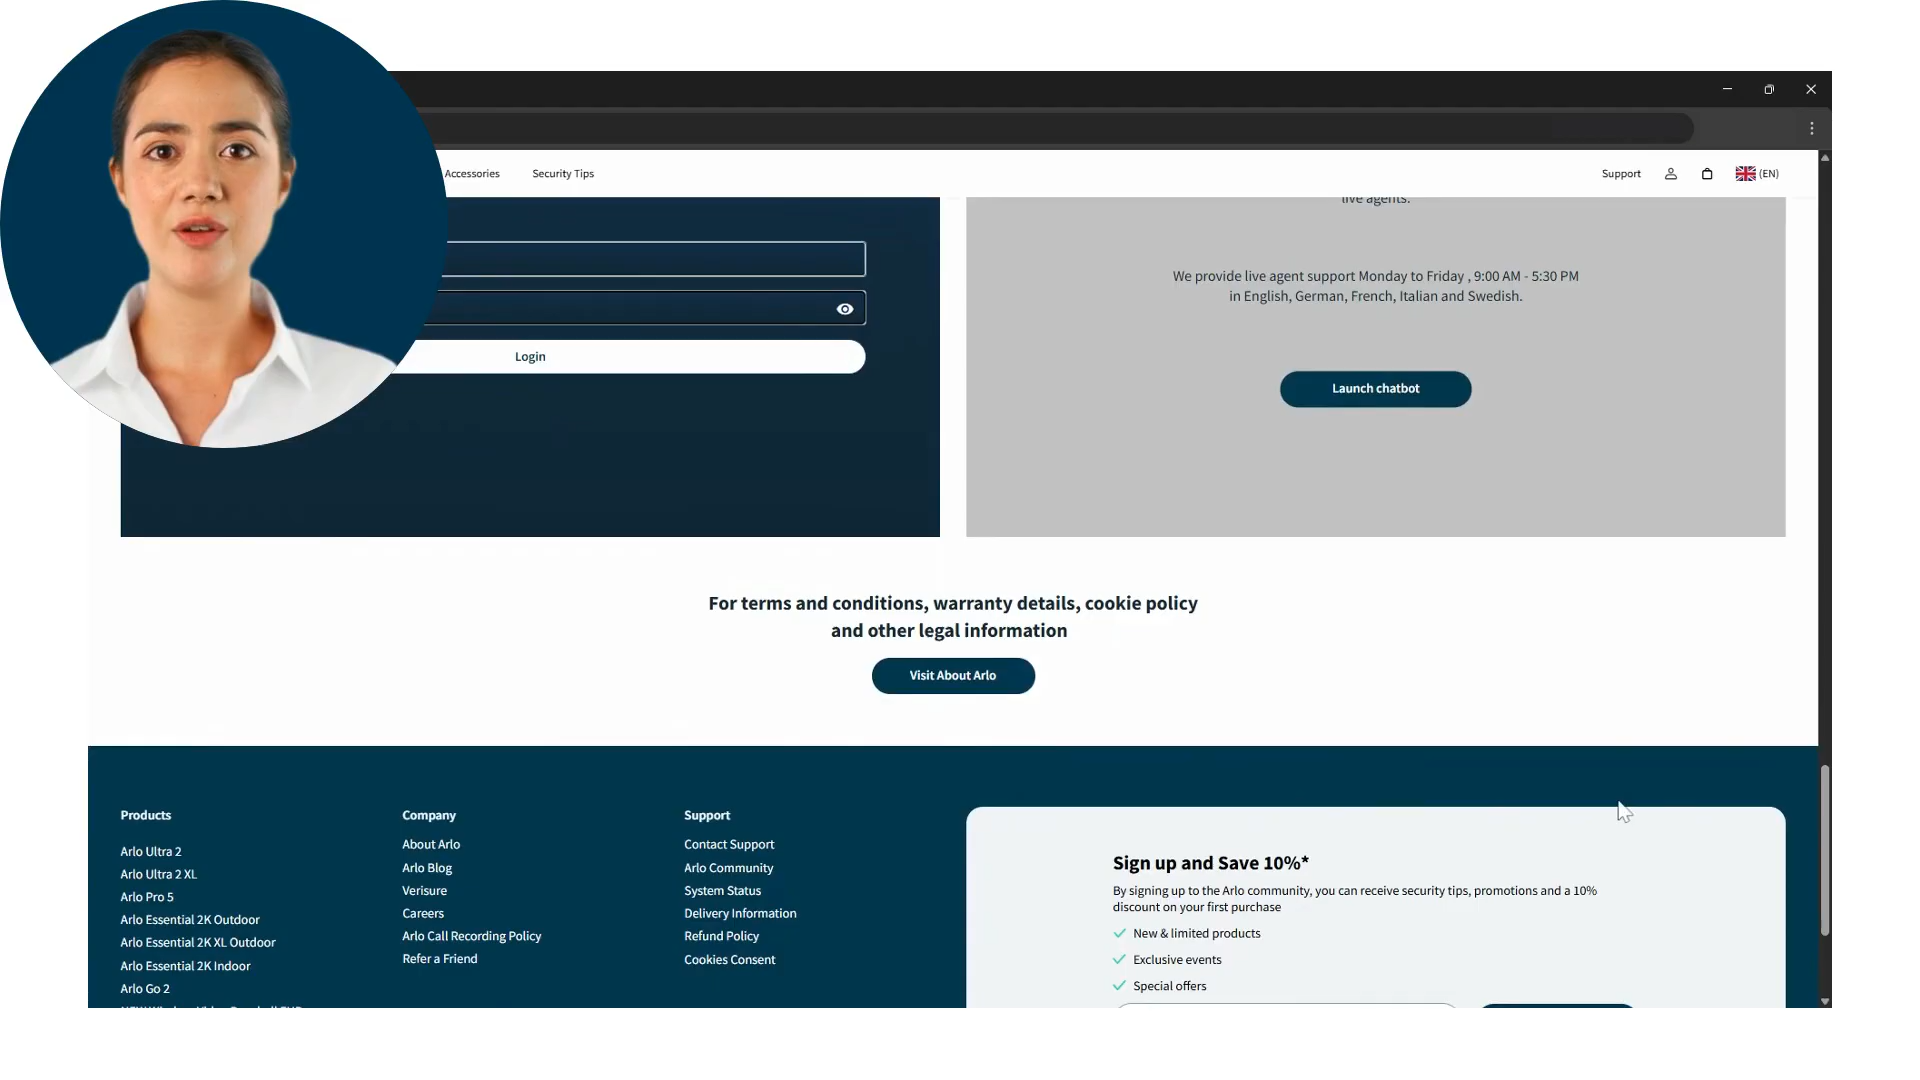 Accessories
Security Tips
Support
(EN)
Login
live agents.
We provide live agent support Monday to Friday , 9:00 AM - 5:30 PM
in English, German, French, Italian and Swedish.
Launch chatbot
For terms and conditions, warranty details, cookie policy
and other legal information
Visit About Arlo
Products
Arlo Ultra 2
Arlo Ultra 2 XL
Arlo Pro 5
Arlo Essential 2K Outdoor
Arlo Essential 2K XL Outdoor
Arlo Essential 2K Indoor
Arlo Go 2
Company
About Arlo
Arlo Blog
Verisure
Careers
Arlo Call Recording Policy
Refer a Friend
Support
Contact Support
Arlo Community
System Status
Delivery Information
Refund Policy
Cookies Consent
Sign up and Save 10%*
By signing up to the Arlo community, you can receive security tips, promotions and a 10%
discount on your first purchase
New & limited products
Exclusive events
Special offers